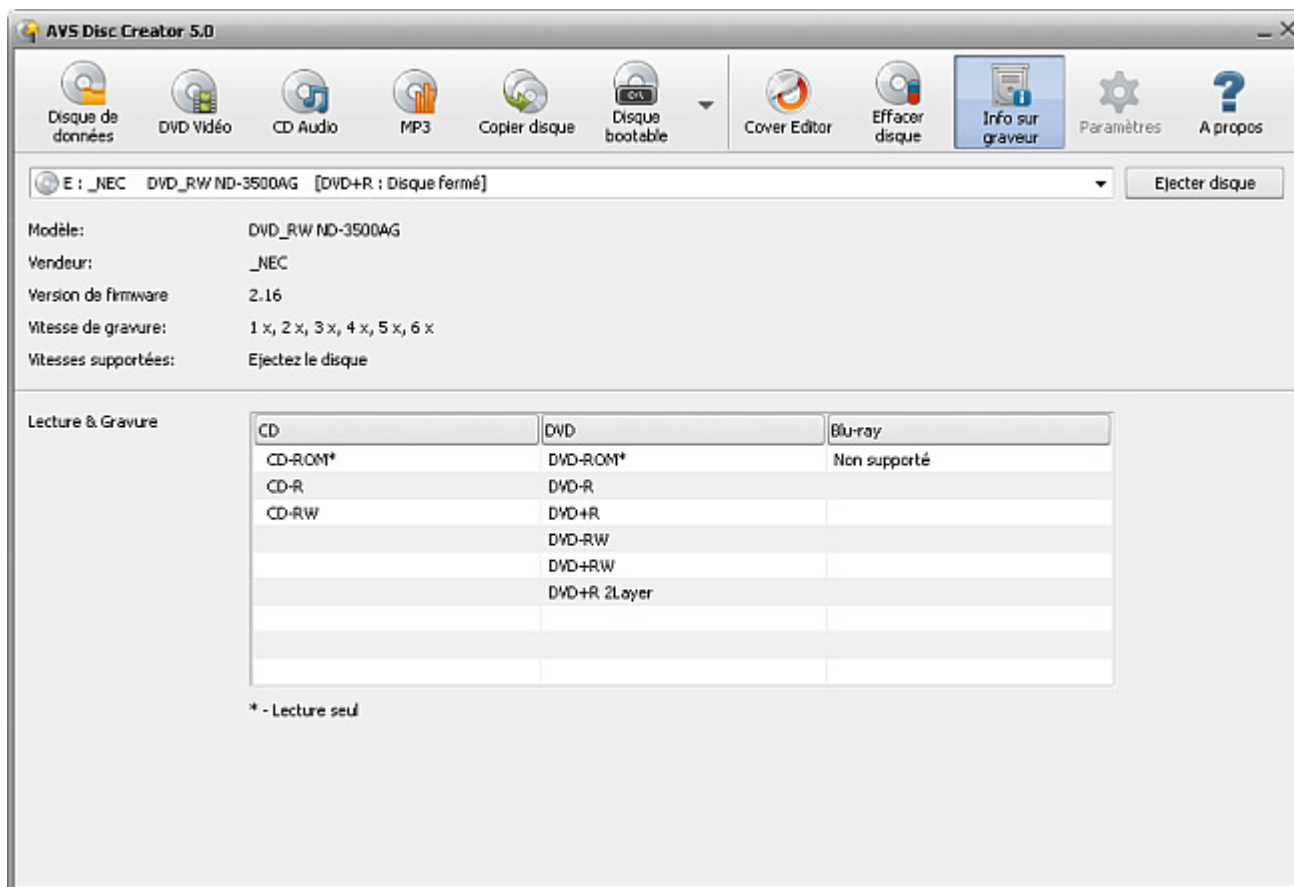 AVS Disc Creator 5.0
Disque de données
DVD Vidéo
CD Audio
MP3
Copier disque
Disque bootable
Cover Editor
Effacer disque
Info sur graveur
Paramètres
A propos
E : _NEC DVD_RW ND-3500AG [DVD+R : Disque fermé]
Ejecter disque
Modèle: DVD_RW ND-3500AG
Vendeur: _NEC
Version de firmware 2.16
Vitesse de gravure: 1 x, 2 x, 3 x, 4 x, 5 x, 6 x
Vitesses supportées: Ejectez le disque
Lecture & Gravure
CD DVD Blu-ray
CD-ROM* DVD-ROM* Non supporté
CD-R DVD-R
CD-RW DVD+R
DVD-RW
DVD+RW
DVD+R 2Layer
* - Lecture seul